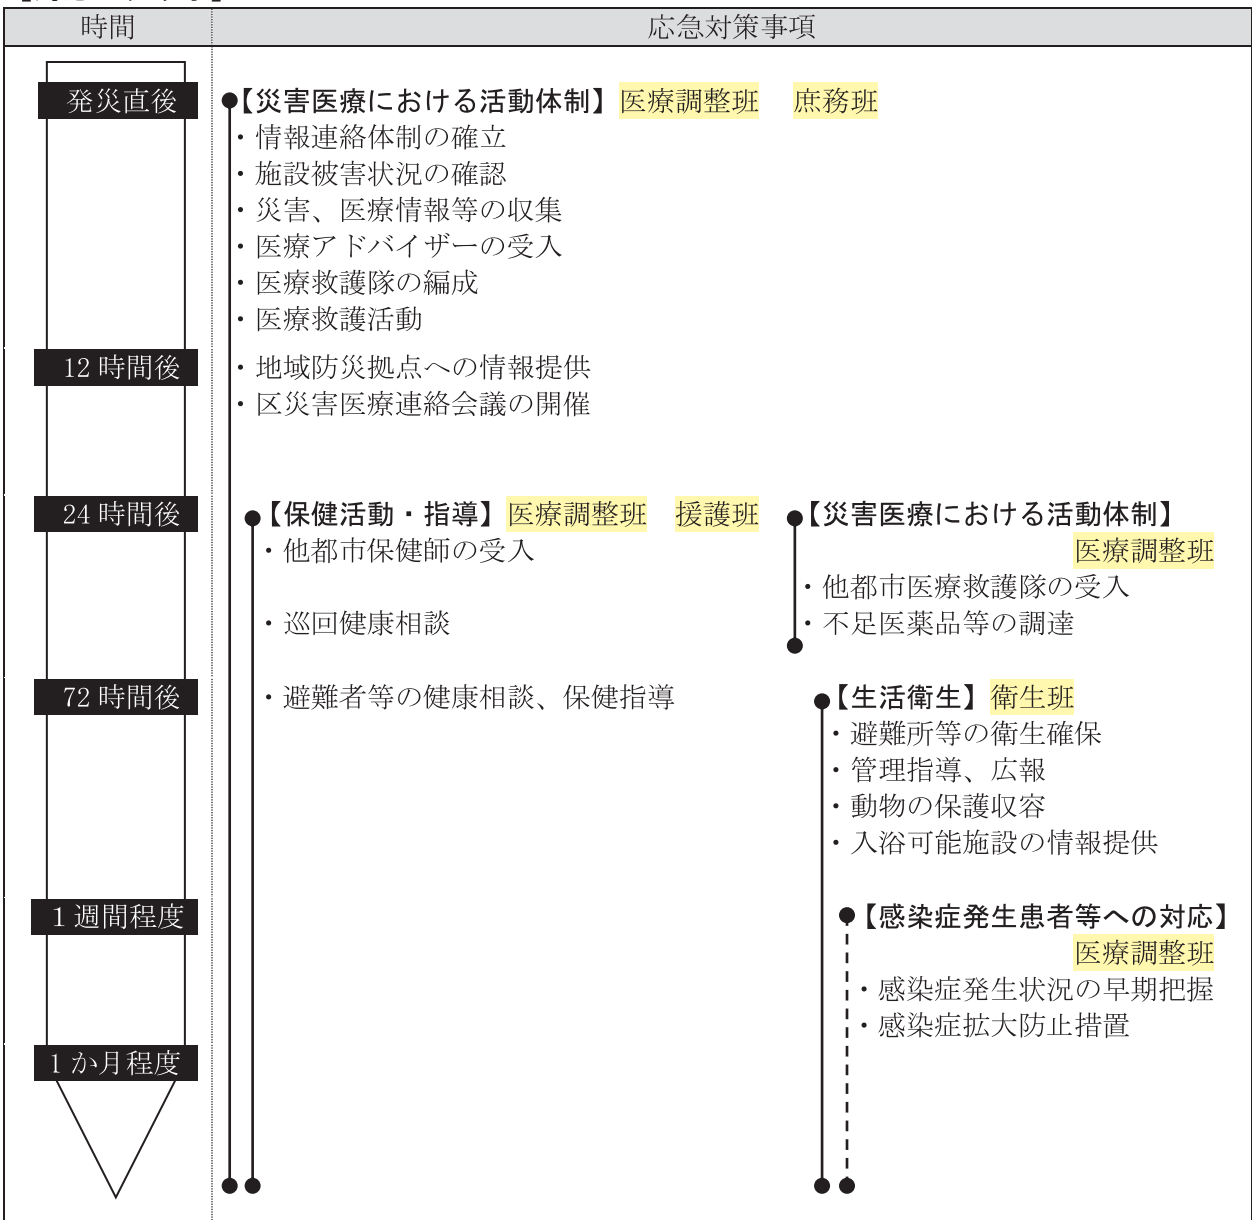 時間
応急対策事項
発災直後
【災害医療における活動体制】医療調整班 庶務班
・情報連絡体制の確立
・施設被害状況の確認
・災害、医療情報等の収集
・医療アドバイザーの受入
・医療救護隊の編成
・医療救護活動
12時間後
・地域防災拠点への情報提供
・区災害医療連絡会議の開催
24時間後
【保健活動・指導】医療調整班 援護班
・他都市保健師の受入
・巡回健康相談
【災害医療における活動体制】
医療調整班
・他都市医療救護隊の受入
・不足医薬品等の調達
72時間後
・避難者等の健康相談、保健指導
【生活衛生】衛生班
・避難所等の衛生確保
・管理指導、広報
・動物の保護収容
・入浴可能施設の情報提供
1週間程度
【感染症発生患者等への対応】
医療調整班
・感染症発生状況の早期把握
・感染症拡大防止措置
1か月程度